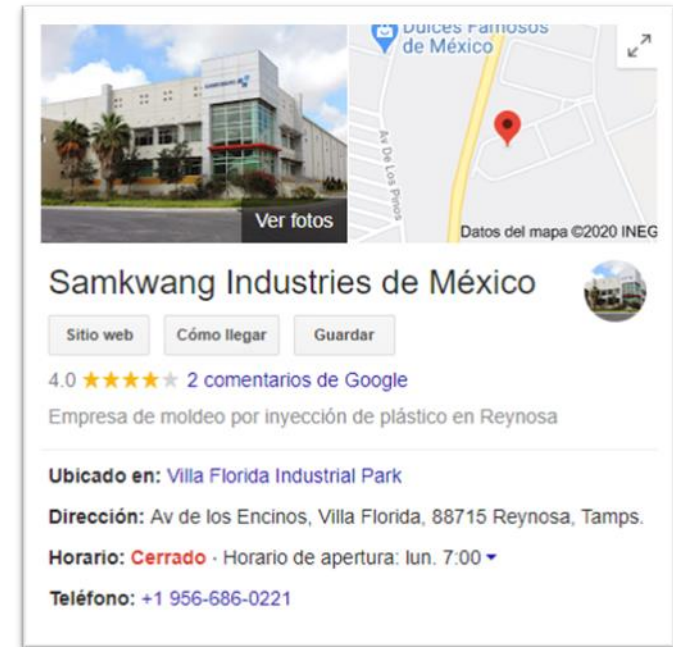 Dulces Famosos
de México
Av De Los Pinos
Ver fotos
Datos del mapa ©2020 INEG
Samkwang Industries de México
Sitio web
Cómo llegar
Guardar
4.0 ★★★★★ 2 comentarios de Google
Empresa de moldeo por inyección de plástico en Reynosa
Ubicado en: Villa Florida Industrial Park
Dirección: Av de los Encinos, Villa Florida, 88715 Reynosa, Tamps.
Horario: Cerrado · Horario de apertura: lun. 7:00
Teléfono: +1 956-686-0221